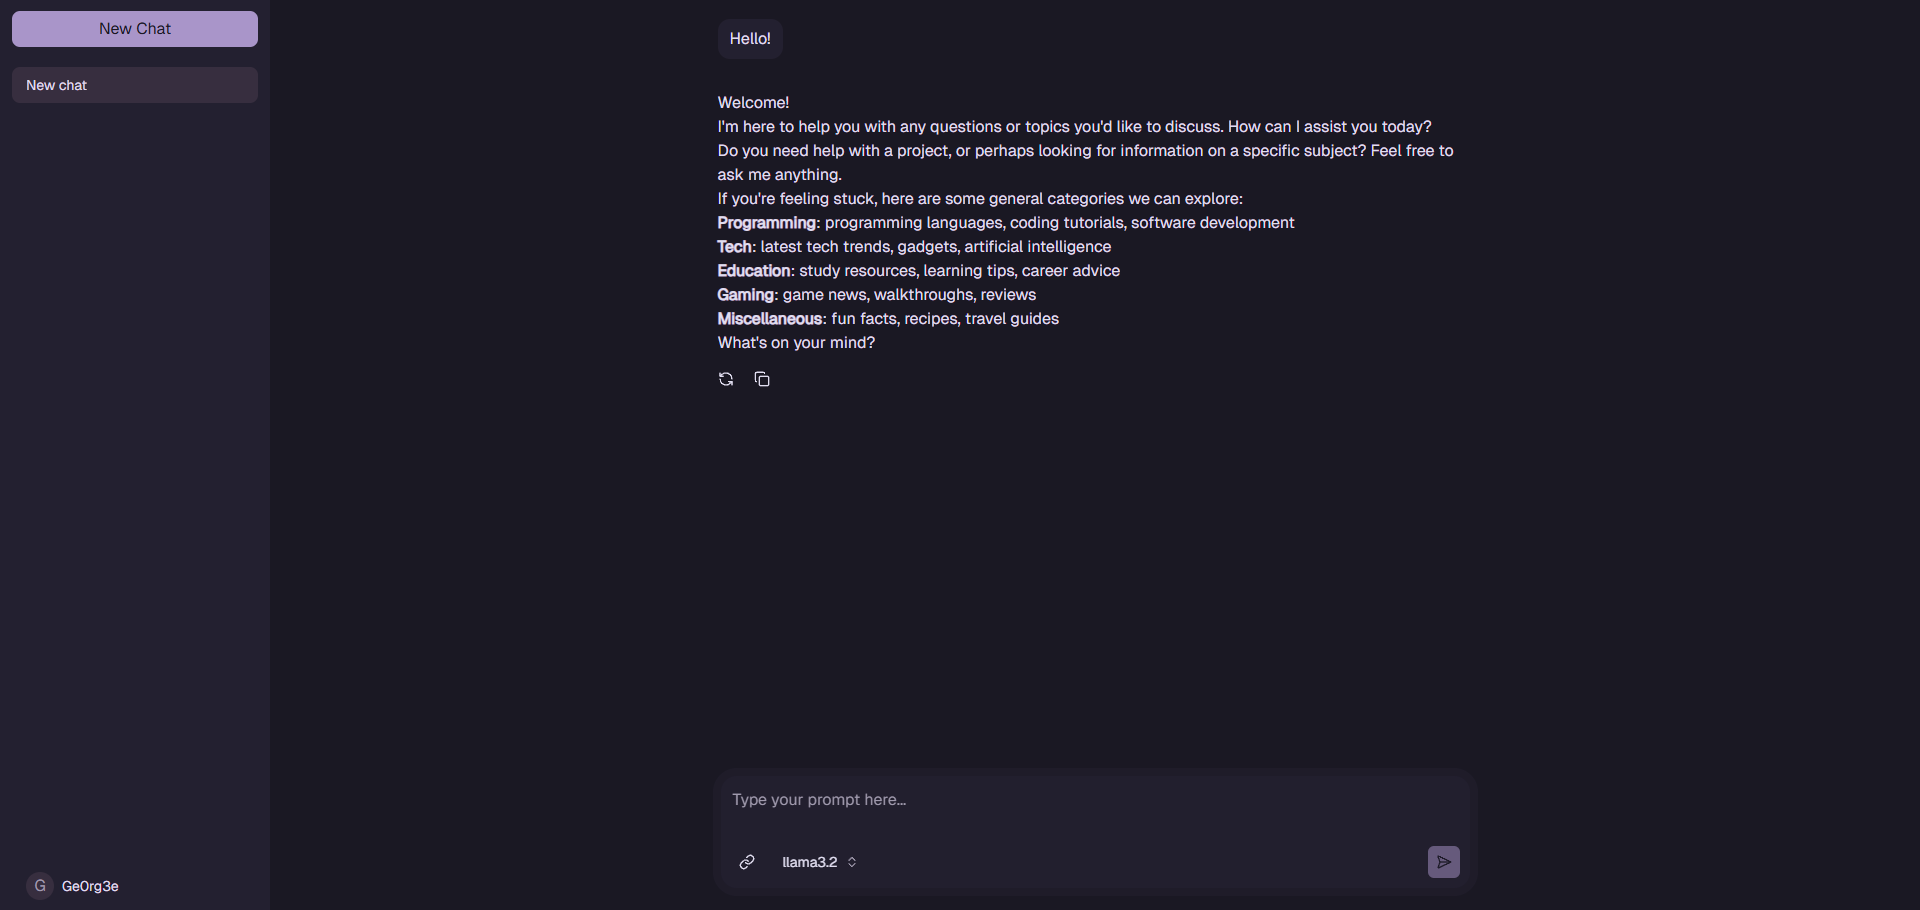 New Chat
New chat
Hello!
Welcome!
I'm here to help you with any questions or topics you'd like to discuss. How can I assist you today?
Do you need help with a project, or perhaps looking for information on a specific subject? Feel free to
ask me anything.
If you're feeling stuck, here are some general categories we can explore:
Programming: programming languages, coding tutorials, software development
Tech: latest tech trends, gadgets, artificial intelligence
Education: study resources, learning tips, career advice
Gaming: game news, walkthroughs, reviews
Miscellaneous: fun facts, recipes, travel guides
What's on your mind?
Type your prompt here...
llama3.2
G Ge0rg3e